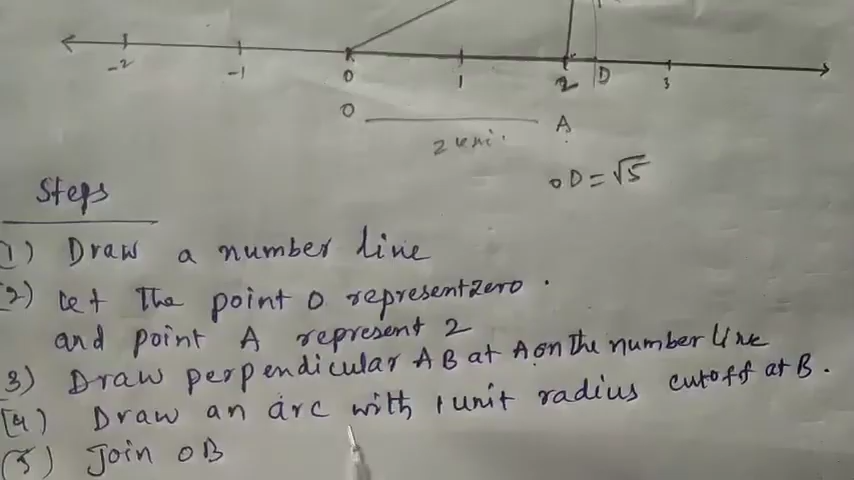 -2 -1 0 1 2 D 3
O A
2 uni.
OD = √5
Steps
(1) Draw a number line
(2) Let The point O represent zero.
and point A represent 2
(3) Draw perpendicular AB at A on the number line
(4) Draw an arc with 1 unit radius cutoff at B.
(5) Join OB